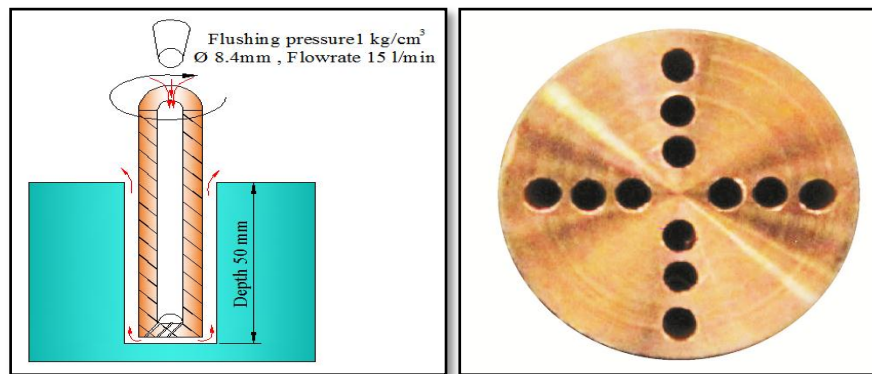 Flushing pressure1 kg/cm³
Ø 8.4mm , Flowrate 15 l/min
Depth 50 mm